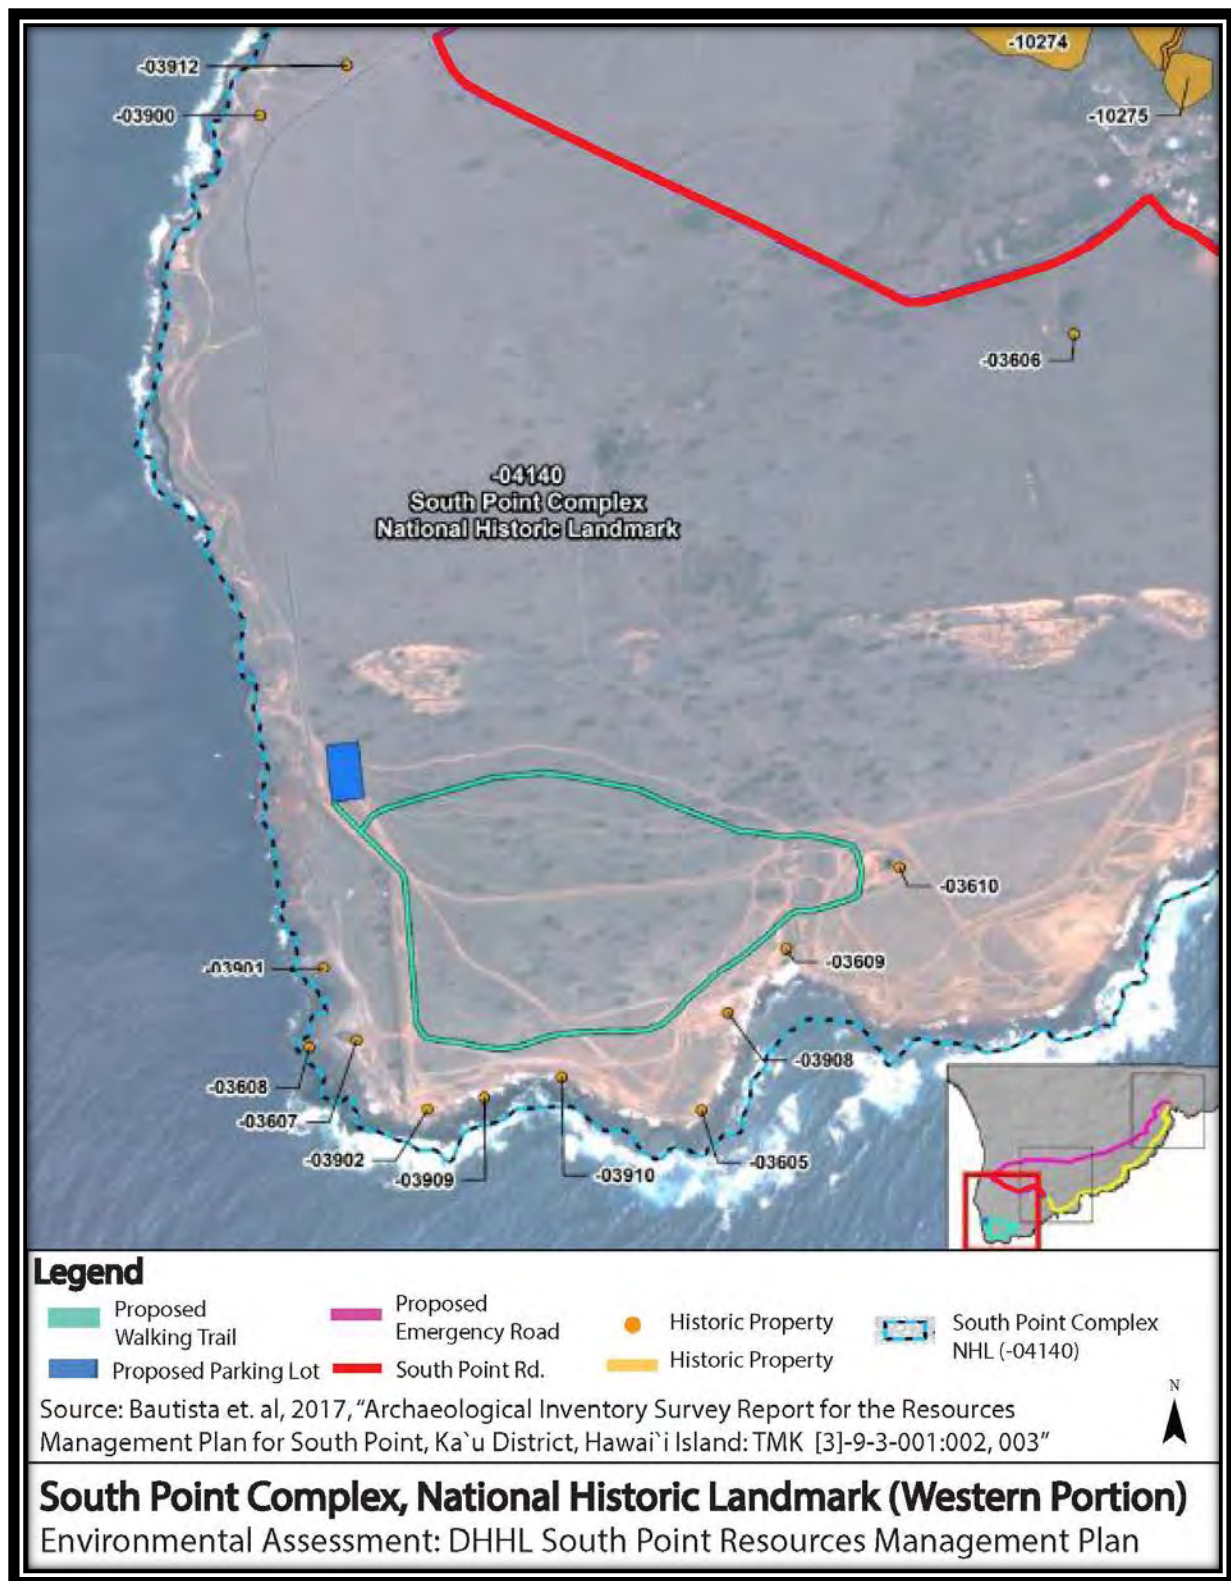 -03912
-03900
-10274
-10275
-03606
-04140
South Point Complex
National Historic Landmark
-03610
-03609
-03901
-03908
-03608
-03607
-03902
-03909
-03910
-03605
Legend
Proposed
Walking Trail
Proposed Parking Lot
Proposed
Emergency Road
South Point Rd.
Historic Property
Historic Property
South Point Complex
NHL (-04140)
N
Source: Bautista et. al, 2017, “Archaeological Inventory Survey Report for the Resources
Management Plan for South Point, Ka`u District, Hawai`i Island: TMK [3]-9-3-001:002, 003”
South Point Complex, National Historic Landmark (Western Portion)
Environmental Assessment: DHHL South Point Resources Management Plan